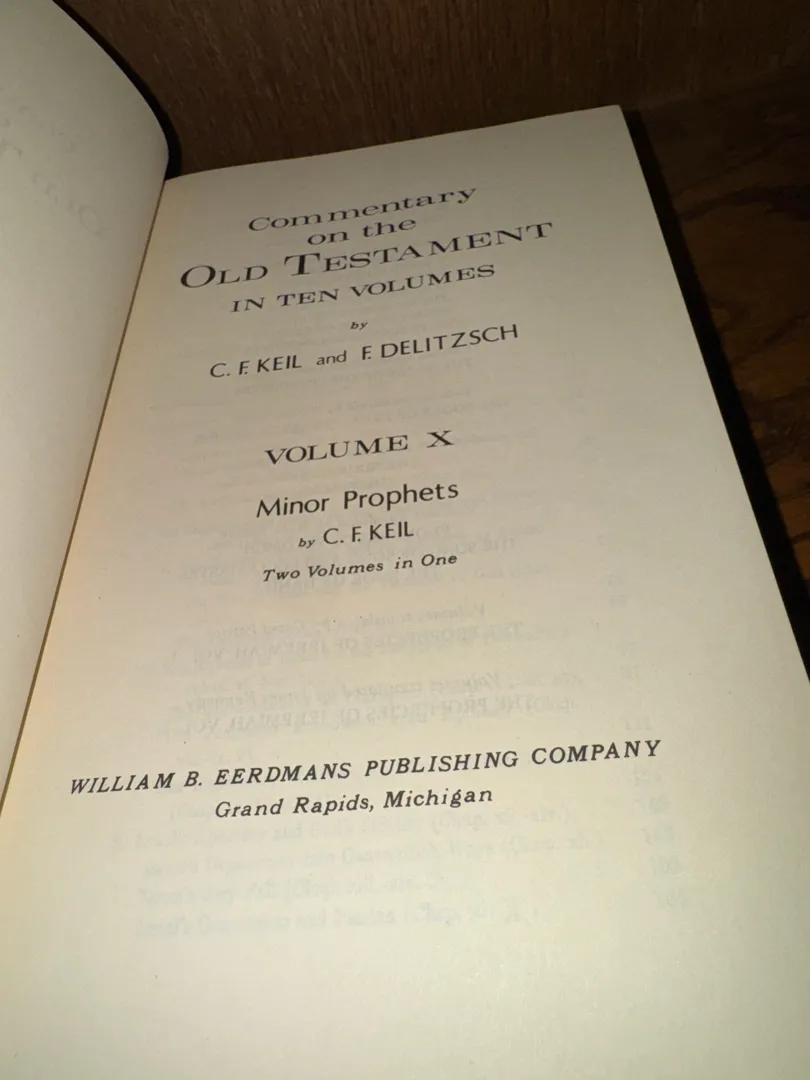 Commentary
on the
OLD TESTAMENT
IN TEN VOLUMES
by
C. F. KEIL and F. DELITZSCH
VOLUME X
Minor Prophets
by C. F. KEIL
Two Volumes in One
WILLIAM B. EERDMANS PUBLISHING COMPANY
Grand Rapids, Michigan